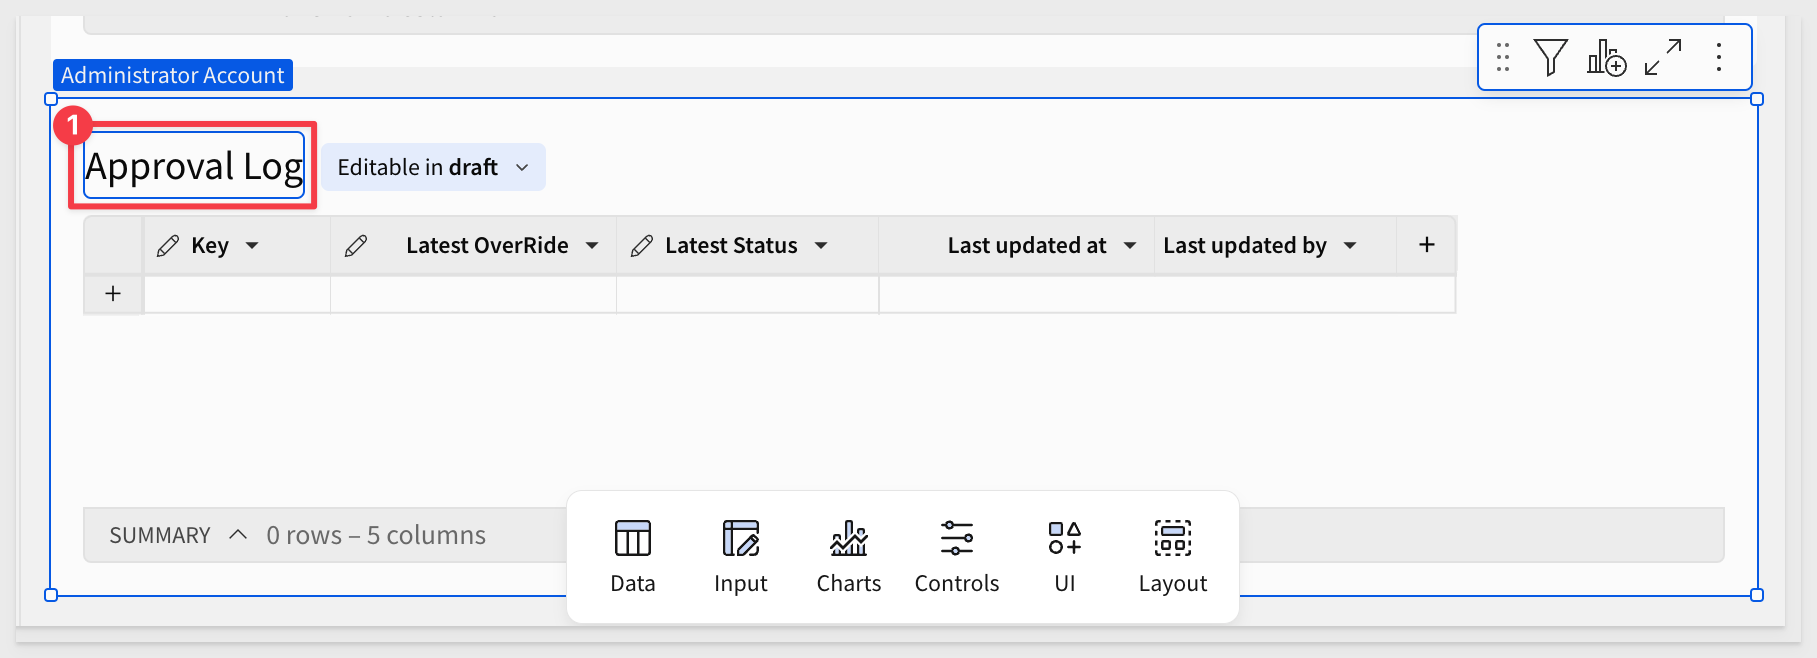 Administrator Account
1
Approval Log
Editable in draft
Key
Latest OverRide
Latest Status
Last updated at
Last updated by
+
+
SUMMARY 0 rows – 5 columns
Data
Input
Charts
Controls
UI
Layout